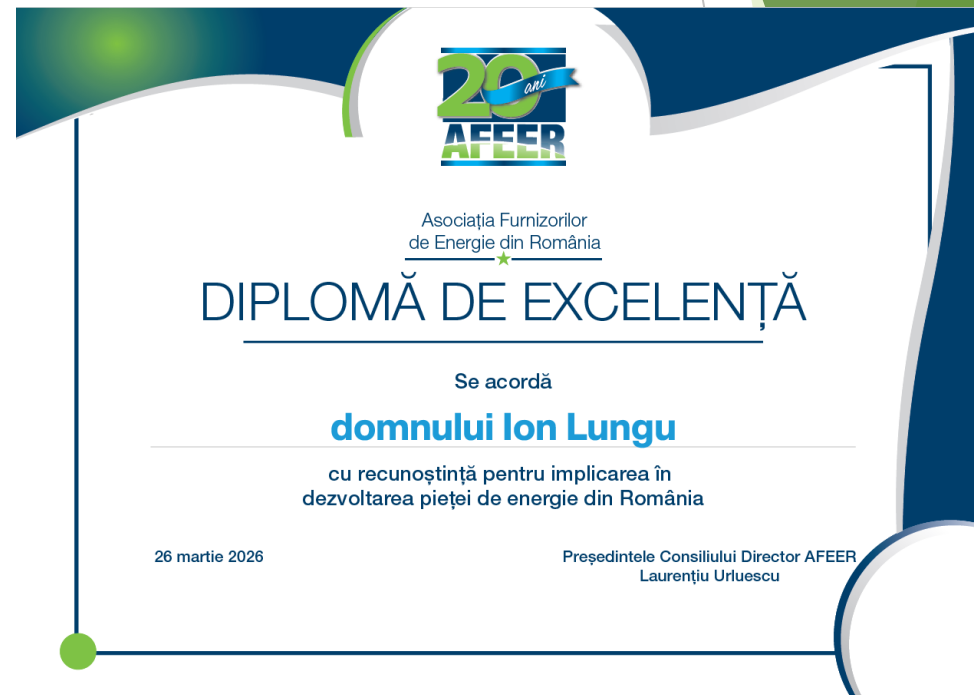 20 ani
AFEER
Asociația Furnizorilor
de Energie din România
DIPLOMĂ DE EXCELENȚĂ
Se acordă
domnului Ion Lungu
cu recunoștință pentru implicarea în
dezvoltarea pieței de energie din România
26 martie 2026
Președintele Consiliului Director AFEER
Laurențiu Urluescu